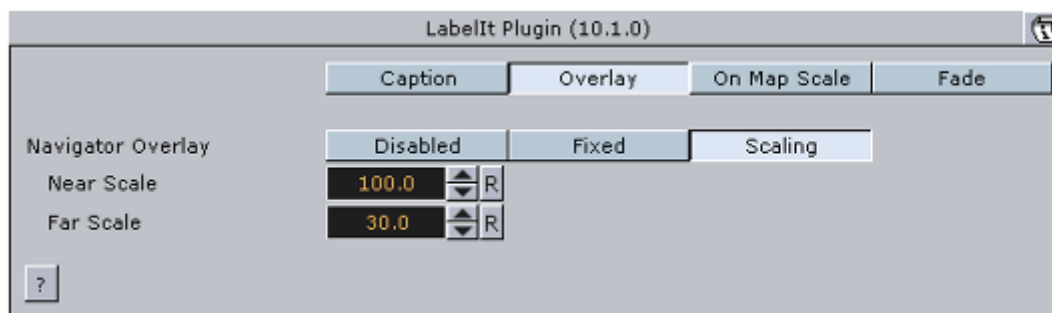 LabelIt Plugin (10.1.0)
Caption Overlay On Map Scale Fade
Navigator Overlay Disabled Fixed Scaling
Near Scale 100.0 R
Far Scale 30.0 R
?